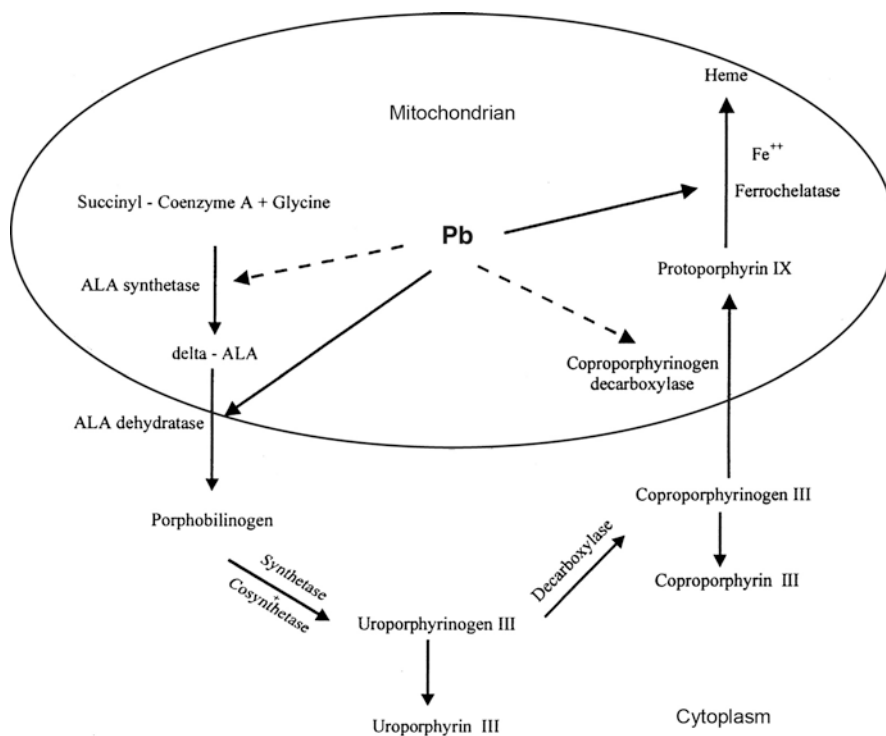 Heme
Mitochondrian
Fe++
Ferrochelatase
Succinyl - Coenzyme A + Glycine
Pb
Protoporphyrin IX
ALA synthetase
delta - ALA
Coproporphyrinogen
decarboxylase
ALA dehydratase
Coproporphyrinogen III
Porphobilinogen
Synthetase
+
Cosynthetase
Decarboxylase
Coproporphyrin III
Uroporphyrinogen III
Uroporphyrin III
Cytoplasm